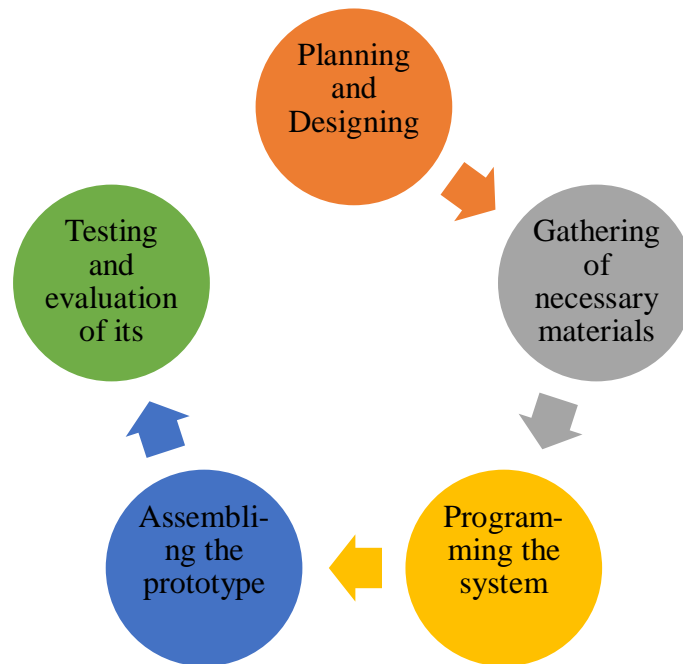 Planning
and
Designing
Gathering
of
necessary
materials
Program-
ming the
system
Assembli-
ng the
prototype
Testing
and
evaluation
of its